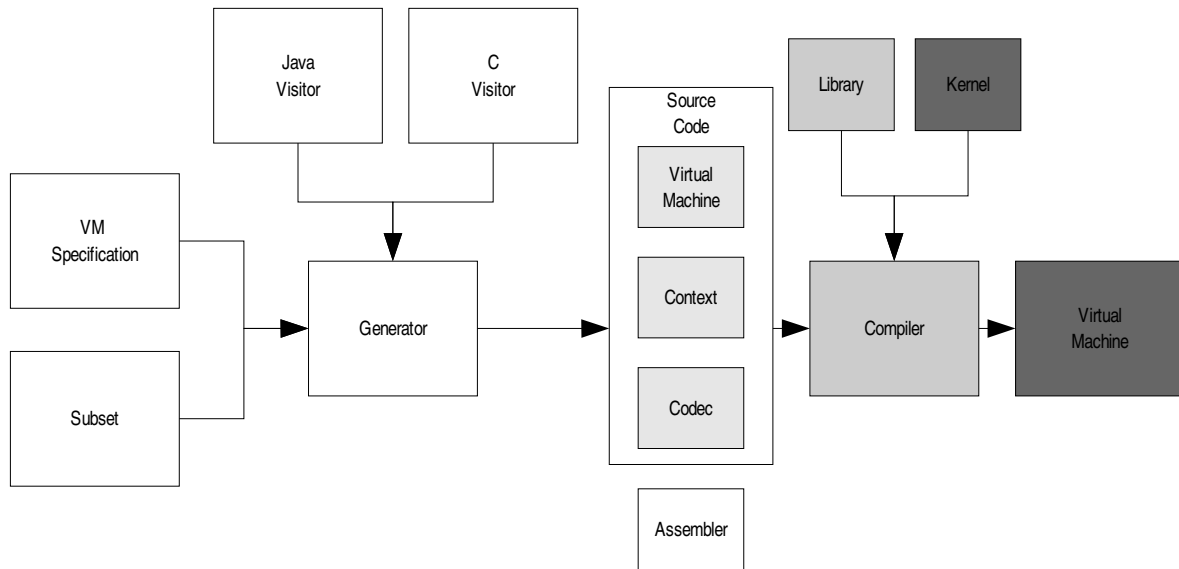 Java
Visitor
C
Visitor
Library
Kernel
Source
Code
Virtual
Machine
VM
Specification
Generator
Context
Compiler
Virtual
Machine
Subset
Codec
Assembler